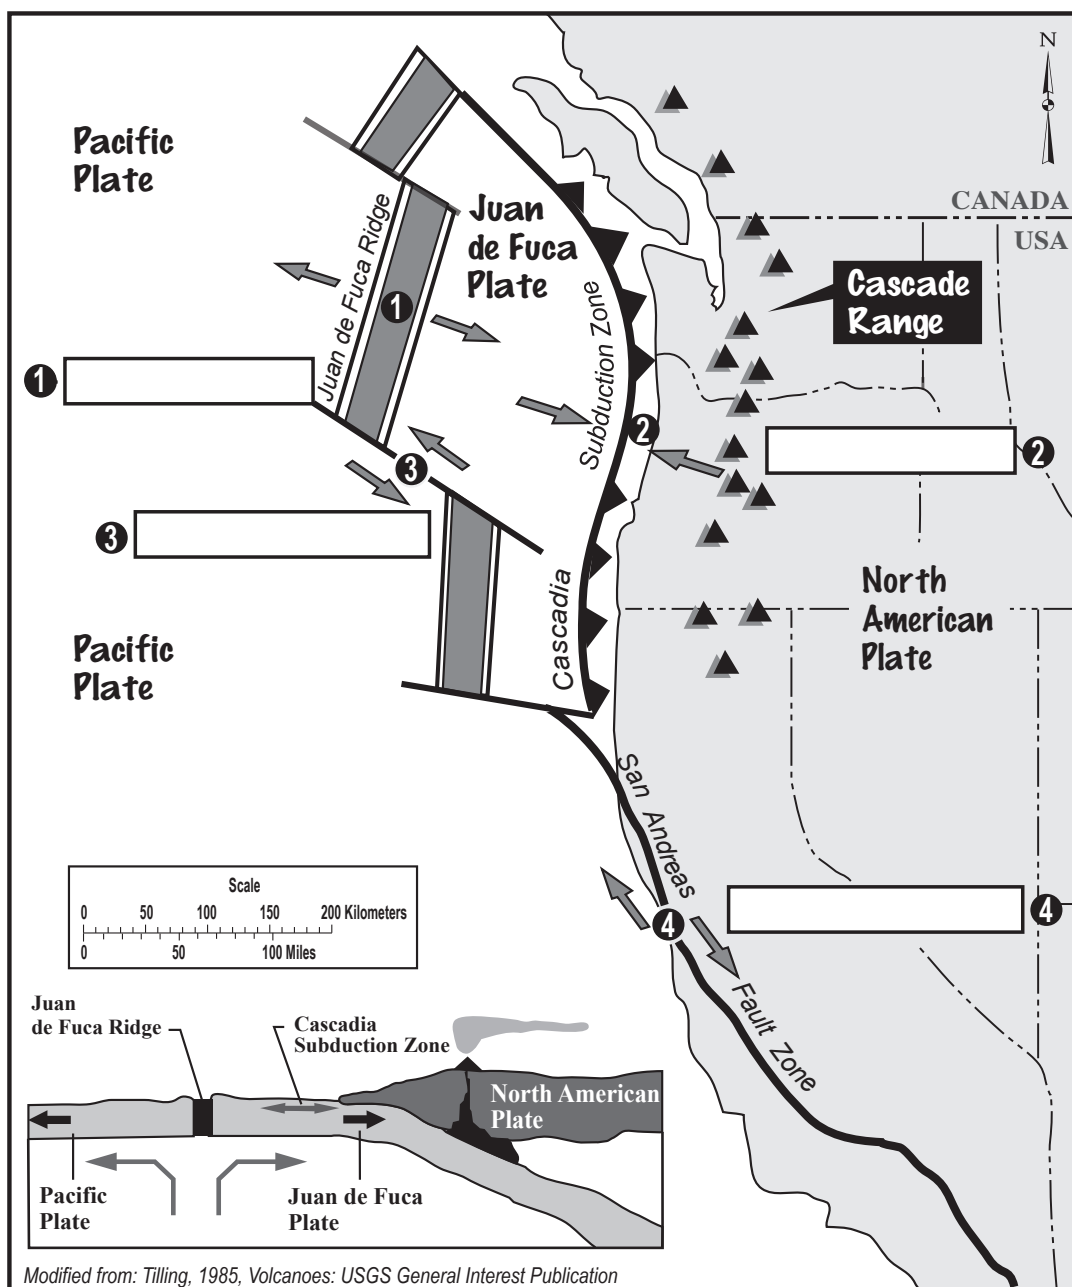 N
Pacific
Plate
CANADA
USA
Juan
de Fuca
Plate
Juan de Fuca Ridge
Cascade
Range
1
Subduction Zone
1
2
2
3
3
North
American
Plate
Cascadia
Pacific
Plate
San Andreas
Fault Zone
4
4
Scale
0 50 100 150 200 Kilometers
0 50 100 Miles
Juan
de Fuca Ridge
Cascadia
Subduction Zone
North American
Plate
Pacific
Plate
Juan de Fuca
Plate
Modified from: Tilling, 1985, Volcanoes: USGS General Interest Publication